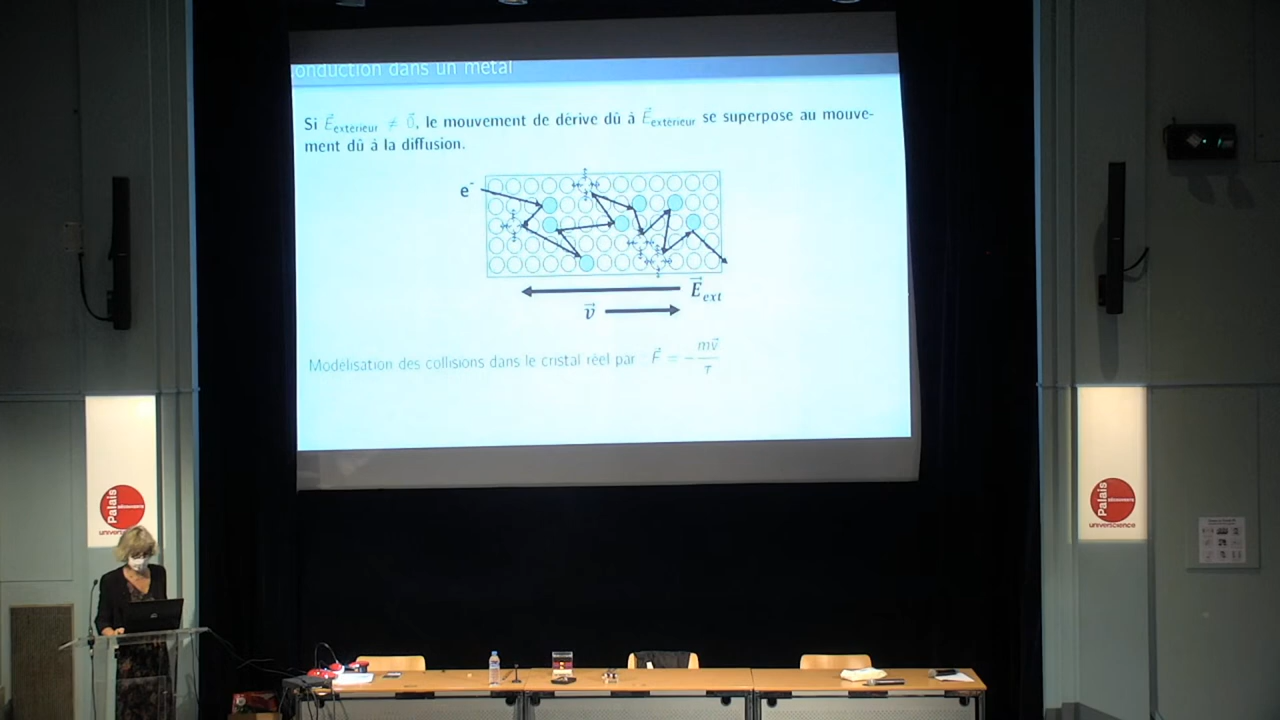 onduction dans un métal
Si E⃗extérieur ≠ 0⃗, le mouvement de dérive dû à E⃗extérieur se superpose au mouve-
ment dû à la diffusion.
e-
E⃗ext
v⃗
Modélisation des collisions dans le cristal réel par F⃗ = −mv⃗/τ
Palais
découverte
universcience
Palais
découverte
universcience